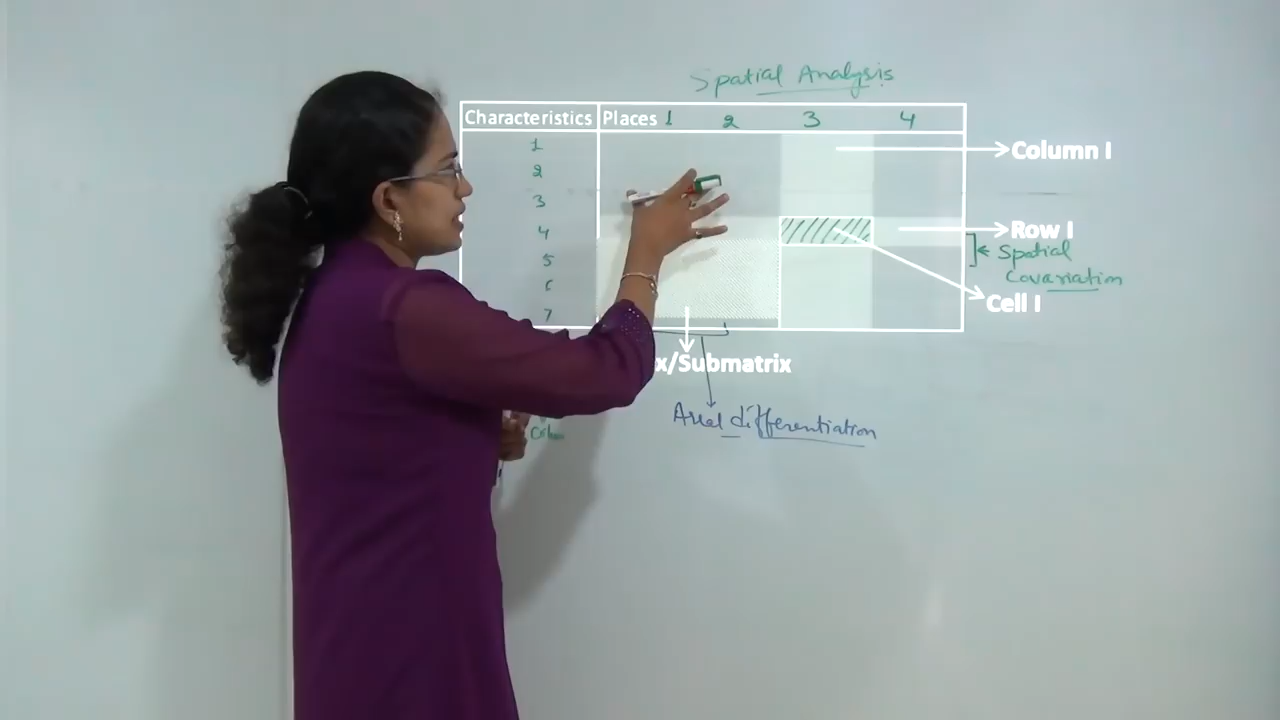 Spatial Analysis
Characteristics Places 1 2 3 4
1
2
3
4
5
6
7
Column I
Row I
Spatial
Covariation
Cell I
x/Submatrix
Areal differentiation